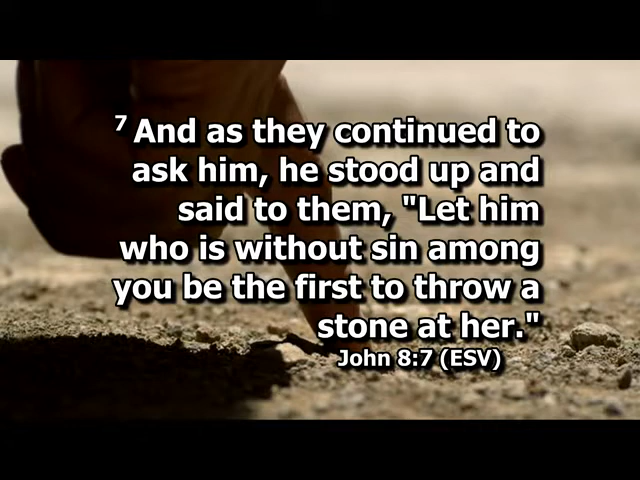 7 And as they continued to
ask him, he stood up and
said to them, "Let him
who is without sin among
you be the first to throw a
stone at her."
John 8:7 (ESV)